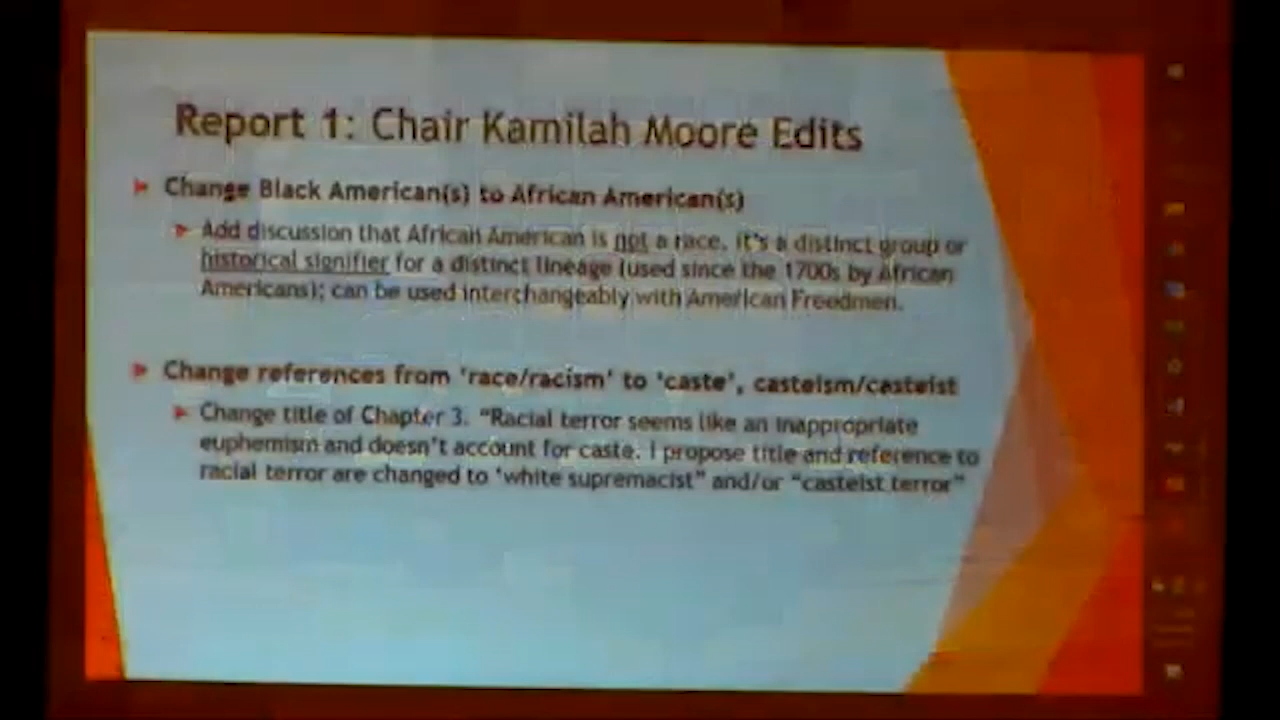 Report 1: Chair Kamilah Moore Edits
Change Black American(s) to African American(s)
Add discussion that African American is not a race, it's a distinct group or
historical signifier for a distinct lineage (used since the 1700s by African
Americans); can be used interchangeably with American Freedmen.
Change references from 'race/racism' to 'caste', casteism/casteist
Change title of Chapter 3. "Racial terror seems like an inappropriate
euphemism and doesn't account for caste. I propose title and reference to
racial terror are changed to 'white supremacist" and/or "casteist terror"